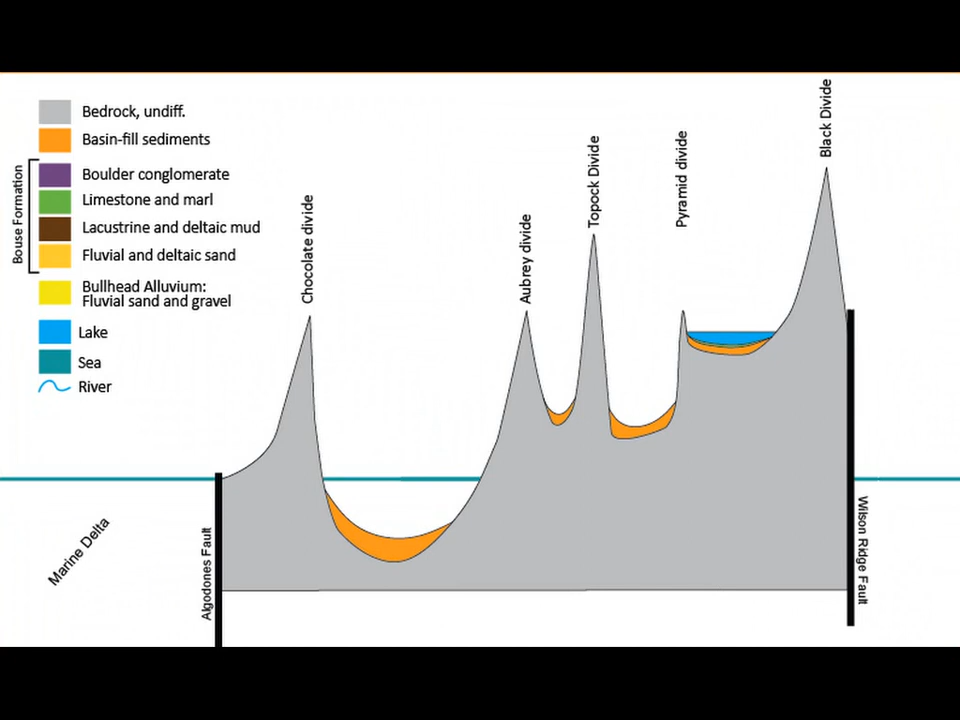 Bedrock, undiff.
Basin-fill sediments
Bouse Formation
Boulder conglomerate
Limestone and marl
Lacustrine and deltaic mud
Fluvial and deltaic sand
Bullhead Alluvium:
Fluvial sand and gravel
Lake
Sea
River
Chocolate divide
Aubrey divide
Topock Divide
Pyramid divide
Black Divide
Marine Delta
Algodones Fault
Wilson Ridge Fault